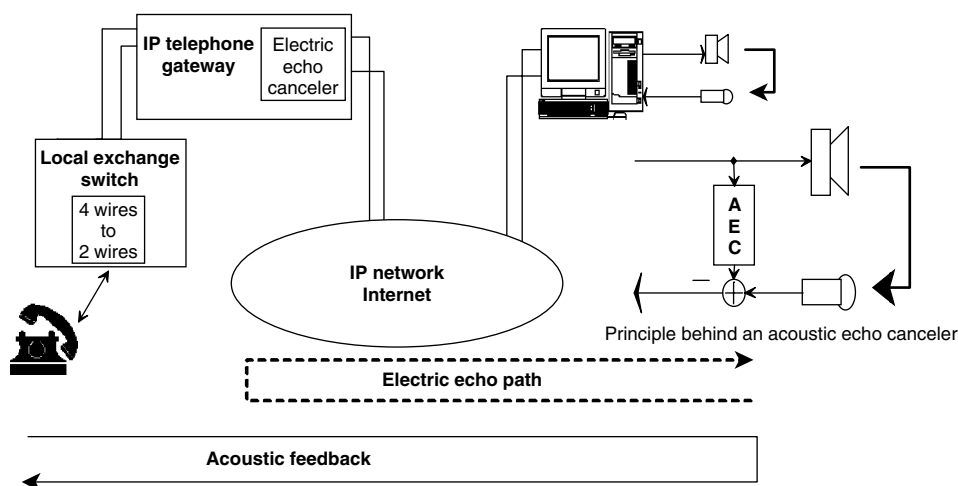 IP telephone
gateway
Electric
echo
canceler
Local exchange
switch
4 wires
to
2 wires
IP network
Internet
A
E
C
Principle behind an acoustic echo canceler
Electric echo path
Acoustic feedback